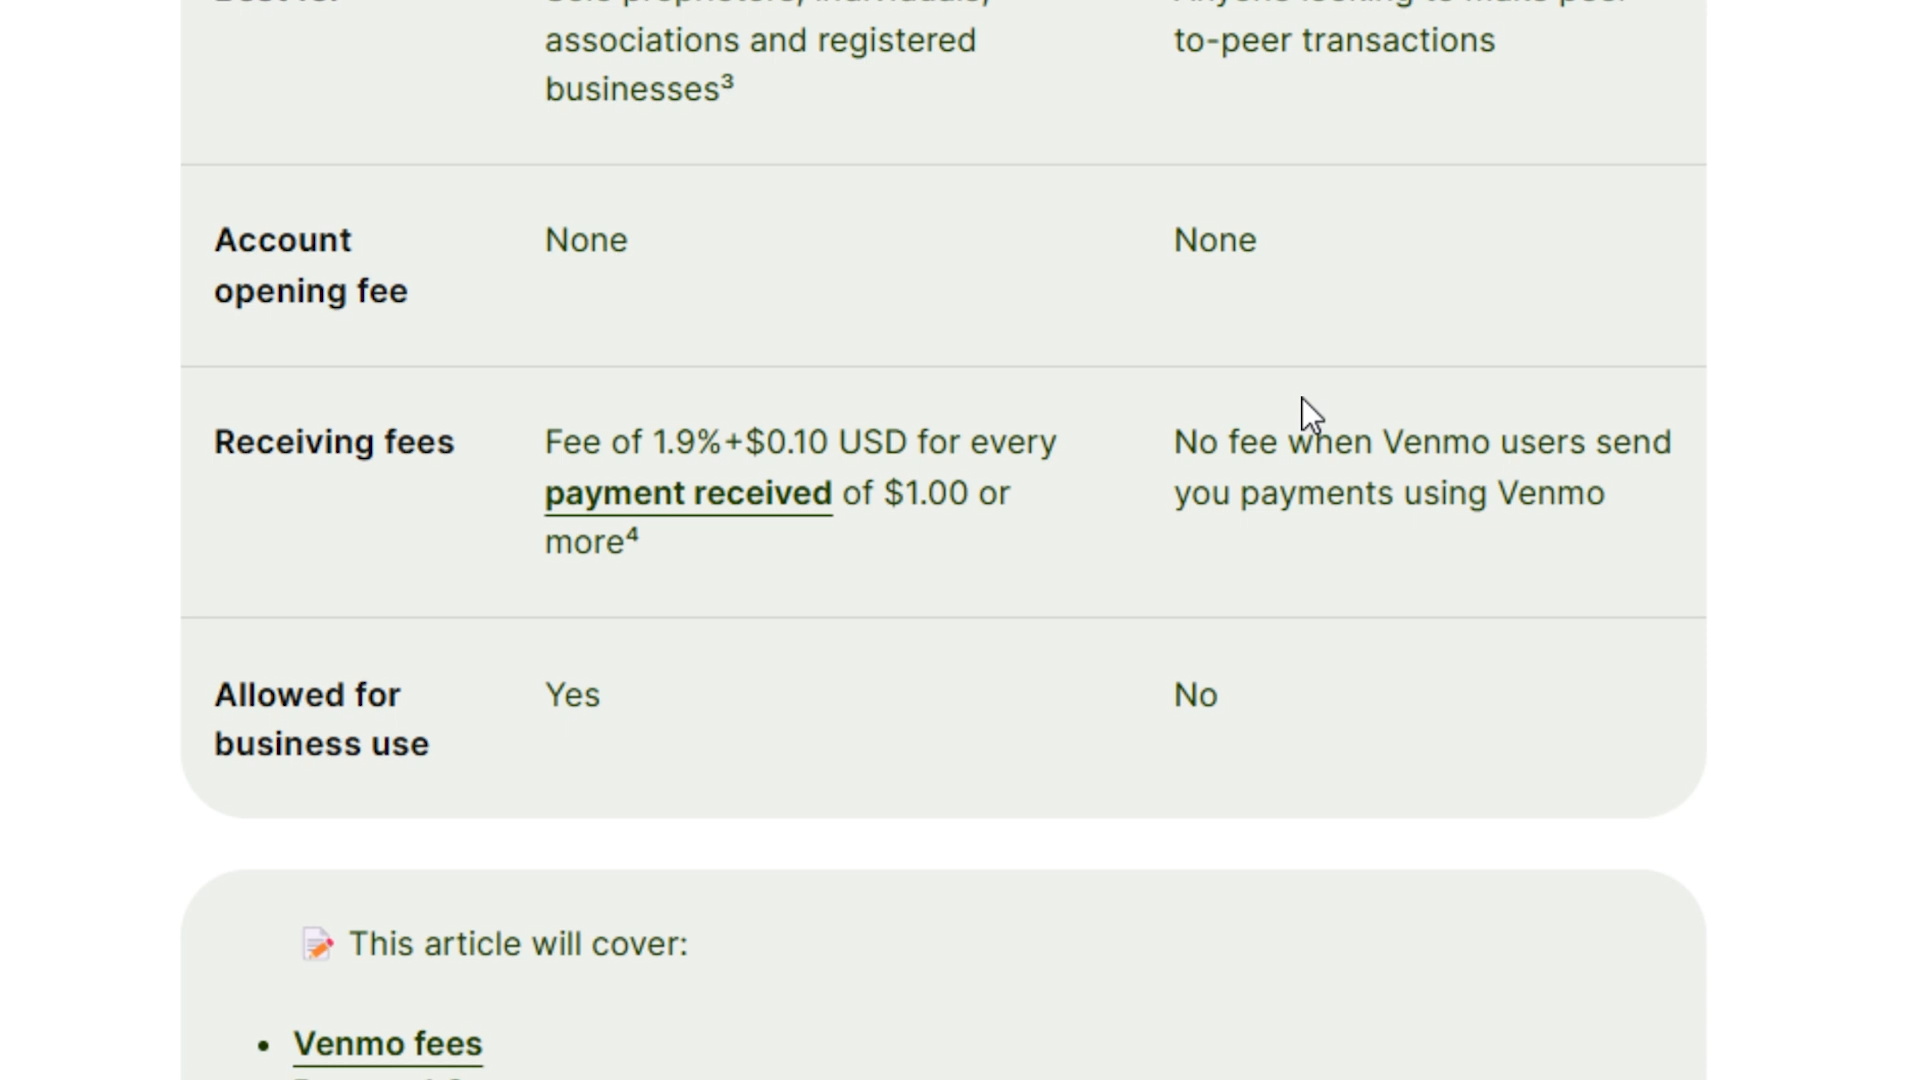 associations and registered
businesses³
to-peer transactions
Account
opening fee
None
None
Receiving fees
Fee of 1.9%+$0.10 USD for every
payment received of $1.00 or
more⁴
No fee when Venmo users send
you payments using Venmo
Allowed for
business use
Yes
No
This article will cover:
• Venmo fees